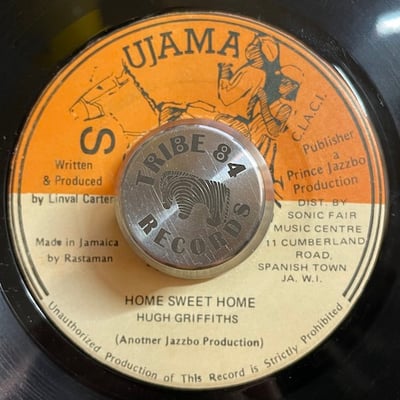 UJAMA
S
C.L.A.C.I.
Written
& Produced
by Linval Carter
Made in Jamaica
by Rastaman
Publisher
a
Prince Jazzbo
Production
DIST. BY
SONIC FAIR
MUSIC CENTRE
11 CUMBERLAND
ROAD,
SPANISH TOWN
JA. W.I.
TRIBE 84
RECORDS
HOME SWEET HOME
HUGH GRIFFITHS
(Anotner Jazzbo Production)
Unauthorized Production of This Record is Strictly Prohibited